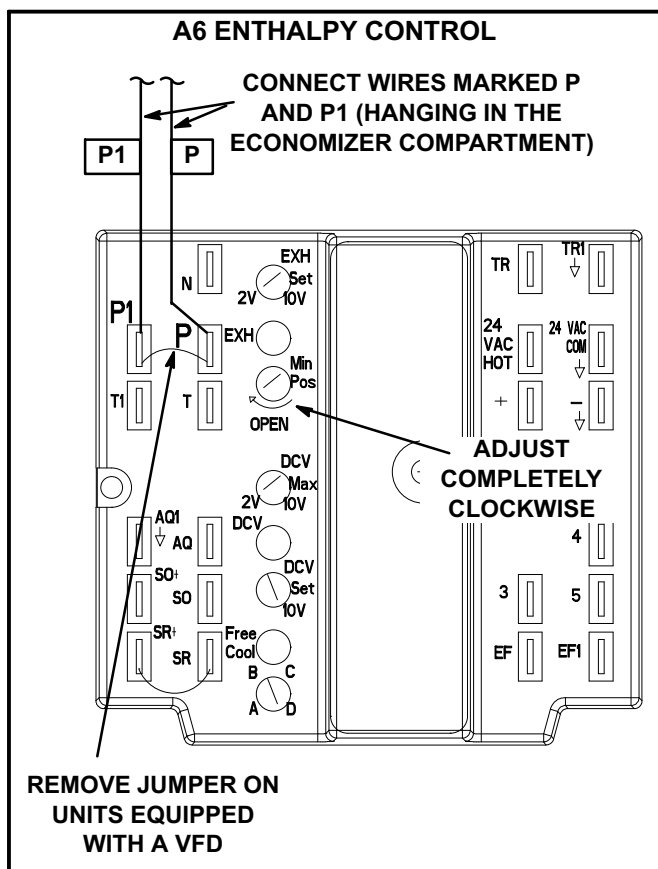 A6 ENTHALPY CONTROL
CONNECT WIRES MARKED P
AND P1 (HANGING IN THE
ECONOMIZER COMPARTMENT)
P1
P
N
EXH
Set
2V
10V
P1
P
EXH
Min
Pos
T1
T
OPEN
TR
TR1
24
VAC
HOT
24 VAC
COM
+
−
ADJUST
COMPLETELY
CLOCKWISE
DCV
Max
2V
10V
AQ1
AQ
DCV
SO+
SO
DCV
Set
10V
SR+
SR
Free
Cool
B
C
A
D
4
3
5
EF
EF1
REMOVE JUMPER ON
UNITS EQUIPPED
WITH A VFD